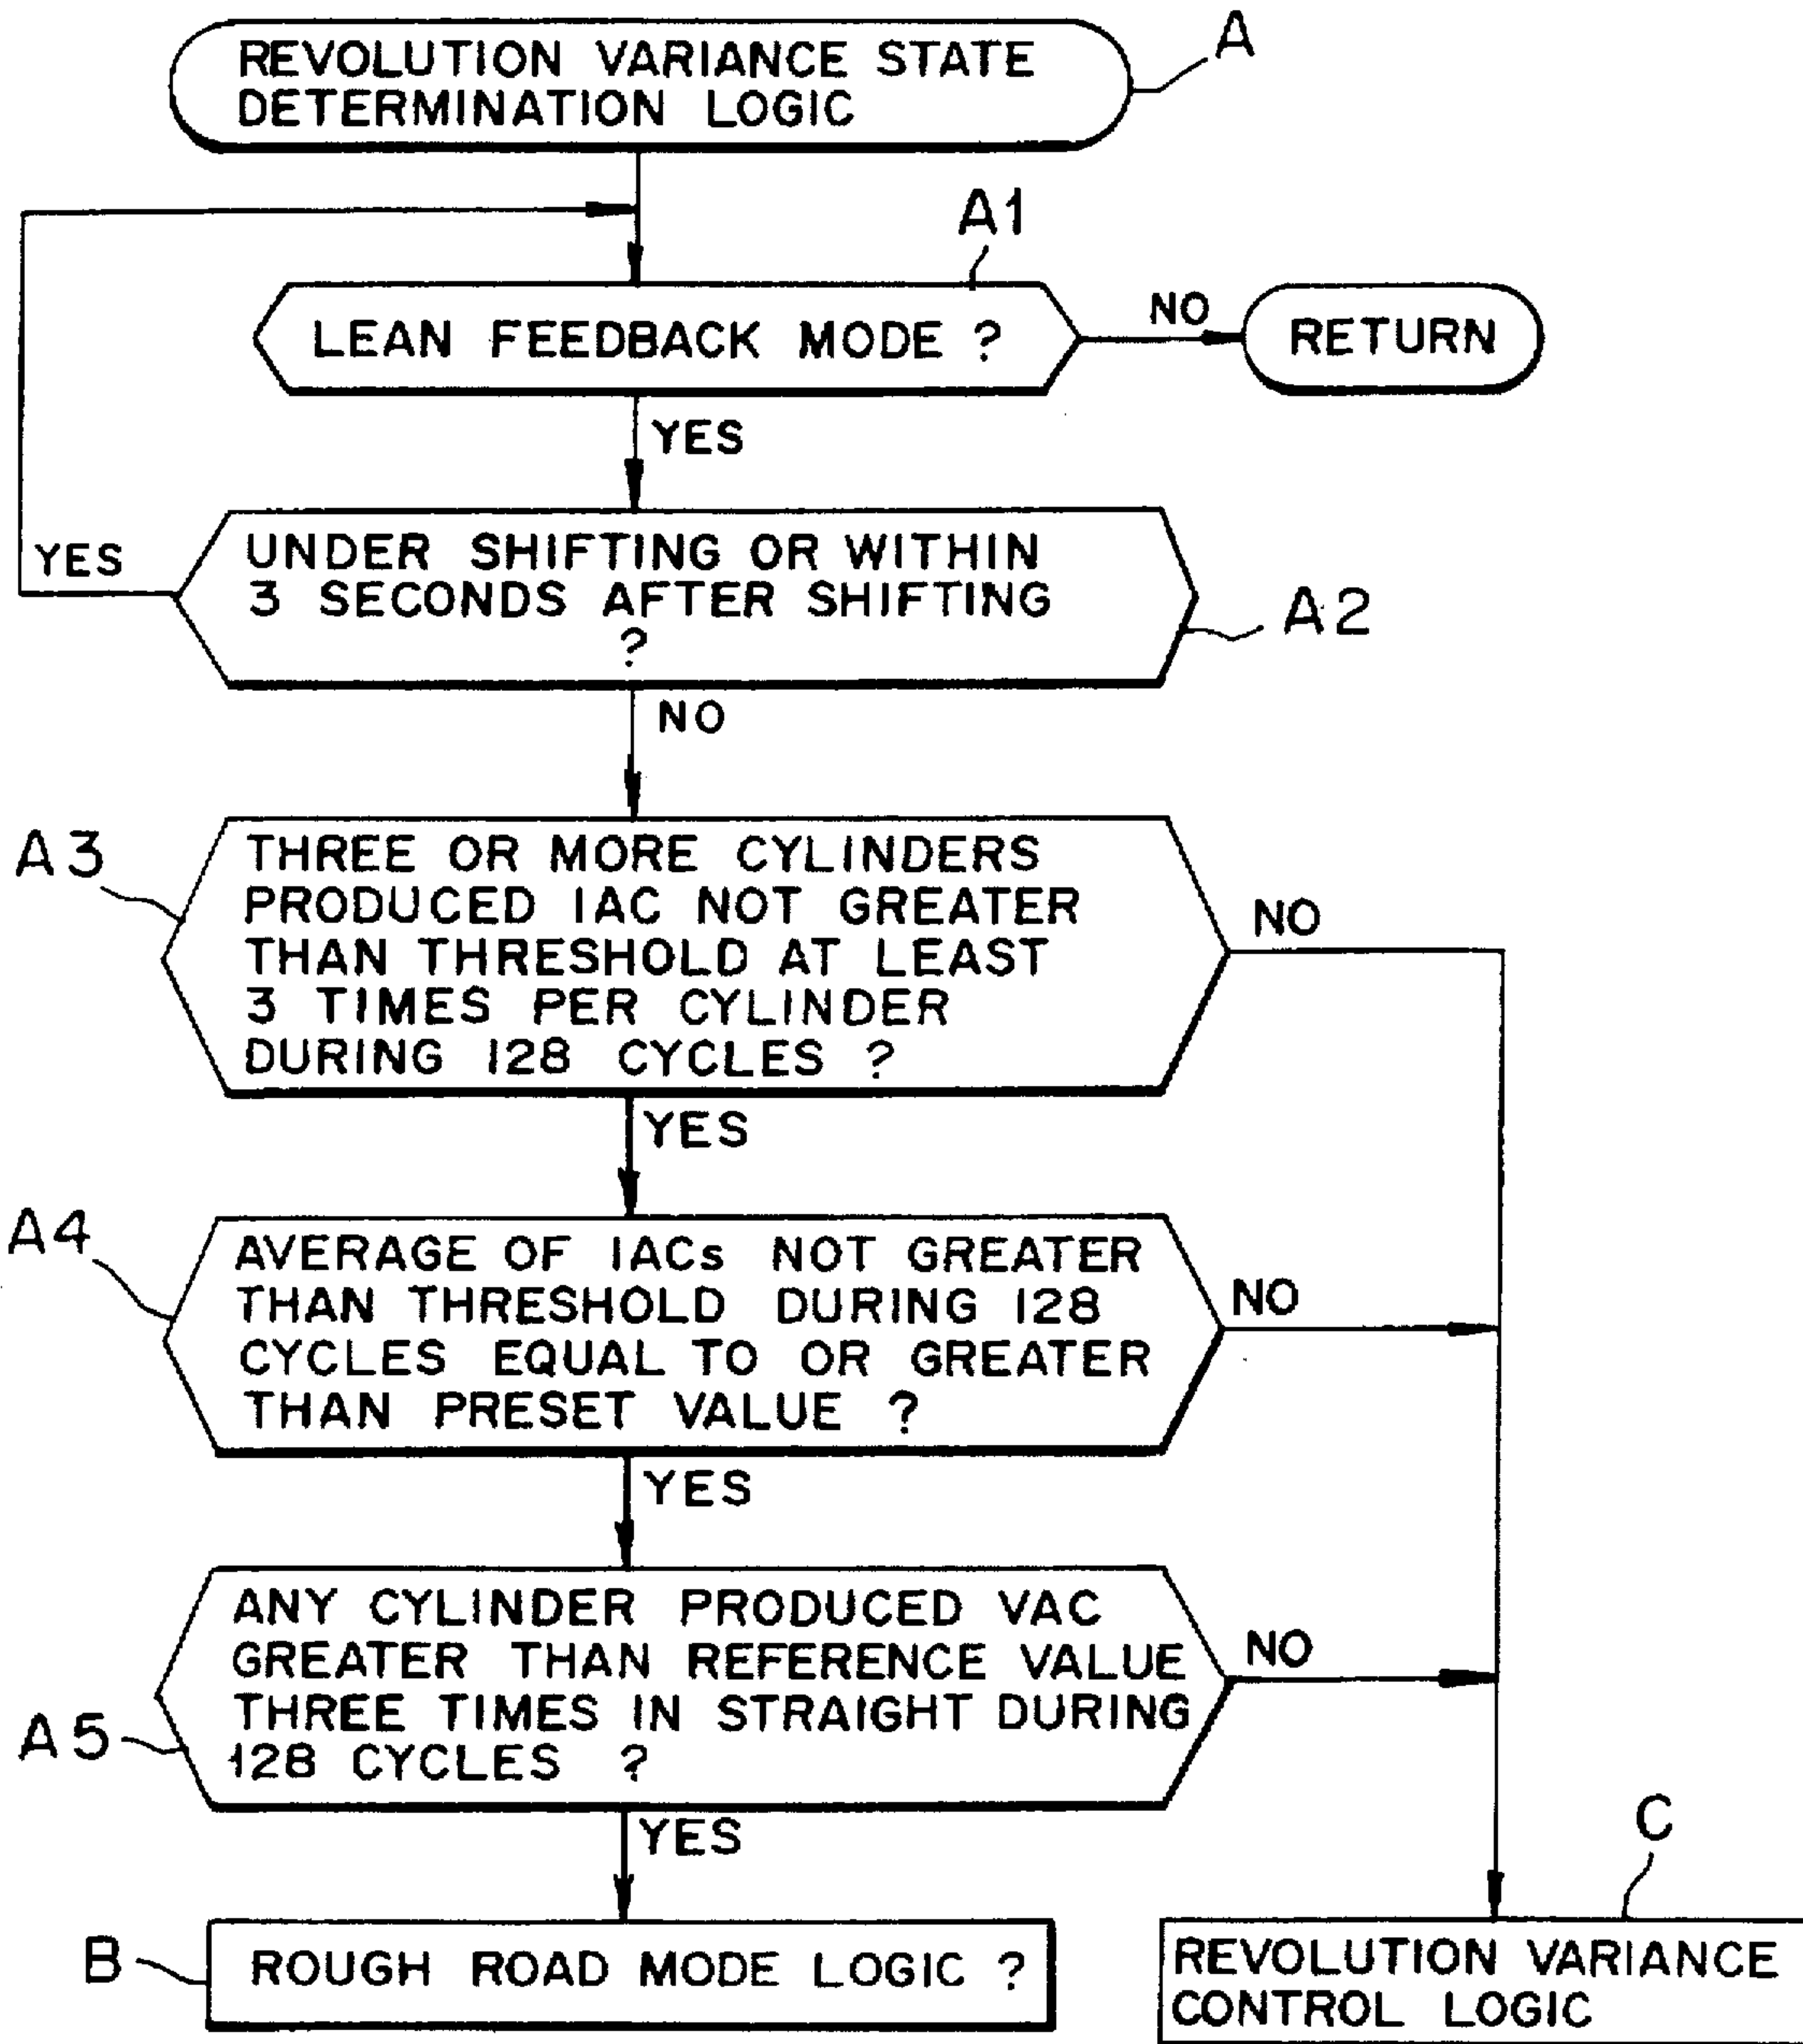 REVOLUTION VARIANCE STATE
DETERMINATION LOGIC
A
A1
LEAN FEEDBACK MODE ?
NO
RETURN
YES
UNDER SHIFTING OR WITHIN
3 SECONDS AFTER SHIFTING
?
YES
A2
NO
A3
THREE OR MORE CYLINDERS
PRODUCED IAC NOT GREATER
THAN THRESHOLD AT LEAST
3 TIMES PER CYLINDER
DURING 128 CYCLES ?
NO
YES
A4
AVERAGE OF IACs NOT GREATER
THAN THRESHOLD DURING 128
CYCLES EQUAL TO OR GREATER
THAN PRESET VALUE ?
NO
YES
ANY CYLINDER PRODUCED VAC
GREATER THAN REFERENCE VALUE
THREE TIMES IN STRAIGHT DURING
128 CYCLES ?
NO
A5
YES
B
ROUGH ROAD MODE LOGIC ?
C
REVOLUTION VARIANCE
CONTROL LOGIC